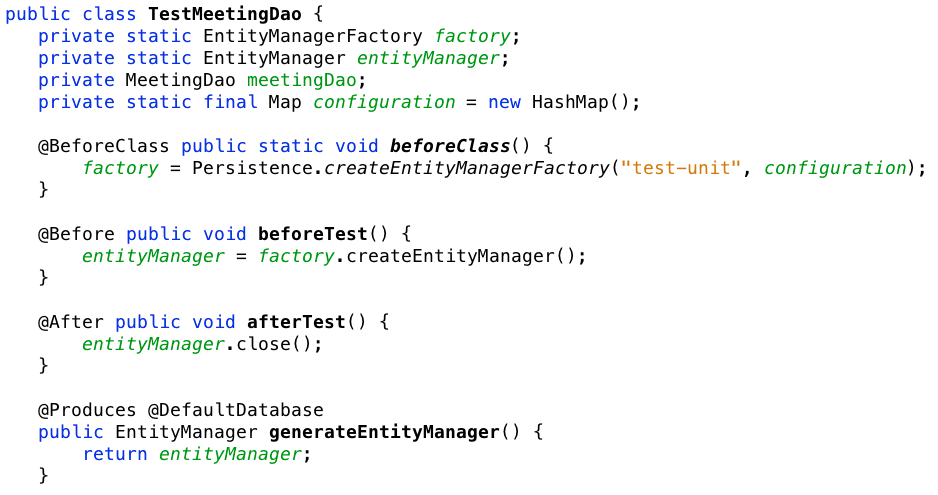 public class TestMeetingDao {
   private static EntityManagerFactory factory;
   private static EntityManager entityManager;
   private MeetingDao meetingDao;
   private static final Map configuration = new HashMap();

   @BeforeClass public static void beforeClass() {
       factory = Persistence.createEntityManagerFactory("test-unit", configuration);
   }

   @Before public void beforeTest() {
       entityManager = factory.createEntityManager();
   }

   @After public void afterTest() {
       entityManager.close();
   }

   @Produces @DefaultDatabase
   public EntityManager generateEntityManager() {
       return entityManager;
   }